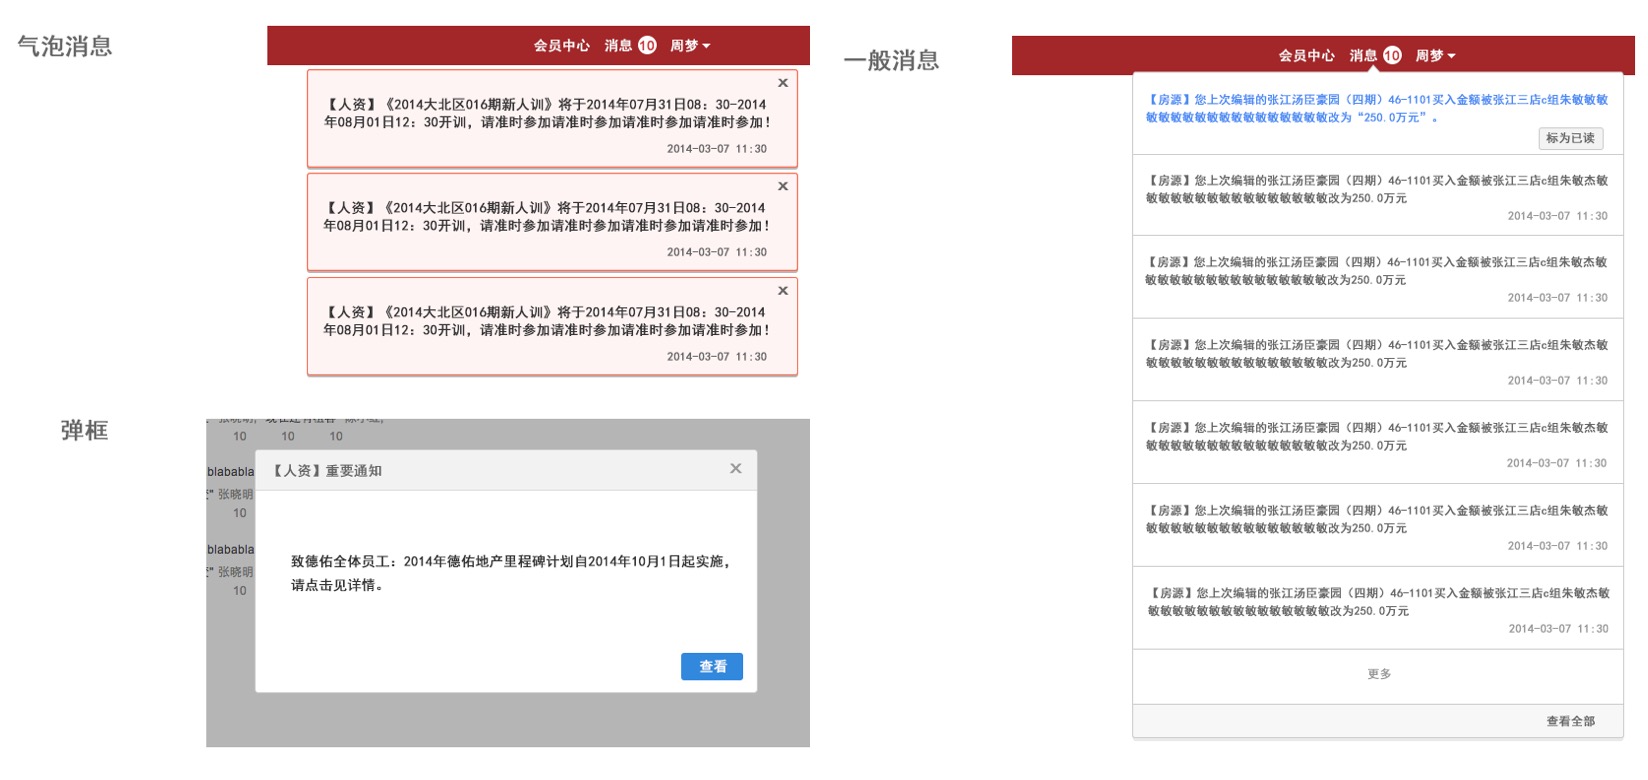 气泡消息
会员中心 消息 10 周梦
【人资】《2014大北区016期新人训》将于2014年07月31日08：30-2014
年08月01日12：30开训，请准时参加请准时参加请准时参加请准时参加！
2014-03-07 11:30
【人资】《2014大北区016期新人训》将于2014年07月31日08：30-2014
年08月01日12：30开训，请准时参加请准时参加请准时参加请准时参加！
2014-03-07 11:30
【人资】《2014大北区016期新人训》将于2014年07月31日08：30-2014
年08月01日12：30开训，请准时参加请准时参加请准时参加请准时参加！
2014-03-07 11:30
弹框
10 10 10
blabababla
张晓明
10
blabababla
张晓明
10
【人资】重要通知
致德佑全体员工：2014年德佑地产里程碑计划自2014年10月1日起实施，
请点击见详情。
查看
一般消息
会员中心 消息 10 周梦
【房源】您上次编辑的张江汤臣豪园（四期）46-1101买入金额被张江三店c组朱敏敏敏
敏敏敏敏敏敏敏敏敏敏敏敏敏敏敏改为“250.0万元”。
标为已读
【房源】您上次编辑的张江汤臣豪园（四期）46-1101买入金额被张江三店c组朱敏杰敏
敏敏敏敏敏敏敏敏敏敏敏敏敏敏敏改为250.0万元
2014-03-07 11:30
【房源】您上次编辑的张江汤臣豪园（四期）46-1101买入金额被张江三店c组朱敏杰敏
敏敏敏敏敏敏敏敏敏敏敏敏敏敏敏改为250.0万元
2014-03-07 11:30
【房源】您上次编辑的张江汤臣豪园（四期）46-1101买入金额被张江三店c组朱敏杰敏
敏敏敏敏敏敏敏敏敏敏敏敏敏敏敏改为250.0万元
2014-03-07 11:30
【房源】您上次编辑的张江汤臣豪园（四期）46-1101买入金额被张江三店c组朱敏杰敏
敏敏敏敏敏敏敏敏敏敏敏敏敏敏敏改为250.0万元
2014-03-07 11:30
【房源】您上次编辑的张江汤臣豪园（四期）46-1101买入金额被张江三店c组朱敏杰敏
敏敏敏敏敏敏敏敏敏敏敏敏敏敏敏改为250.0万元
2014-03-07 11:30
【房源】您上次编辑的张江汤臣豪园（四期）46-1101买入金额被张江三店c组朱敏杰敏
敏敏敏敏敏敏敏敏敏敏敏敏敏敏敏改为250.0万元
2014-03-07 11:30
更多
查看全部